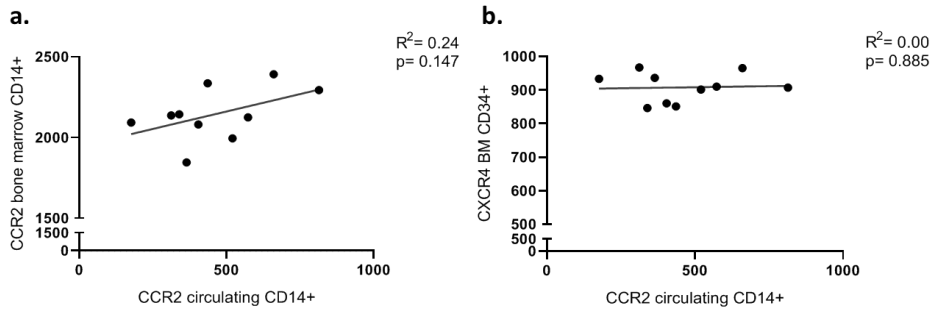 a.
R²= 0.24
p= 0.147
CCR2 bone marrow CD14+
2500
2000
1500
1500
0
0 500 1000
CCR2 circulating CD14+
b.
R²= 0.00
p= 0.885
CXCR4 BM CD34+
1000
900
800
700
600
500
500
0
0 500 1000
CCR2 circulating CD14+